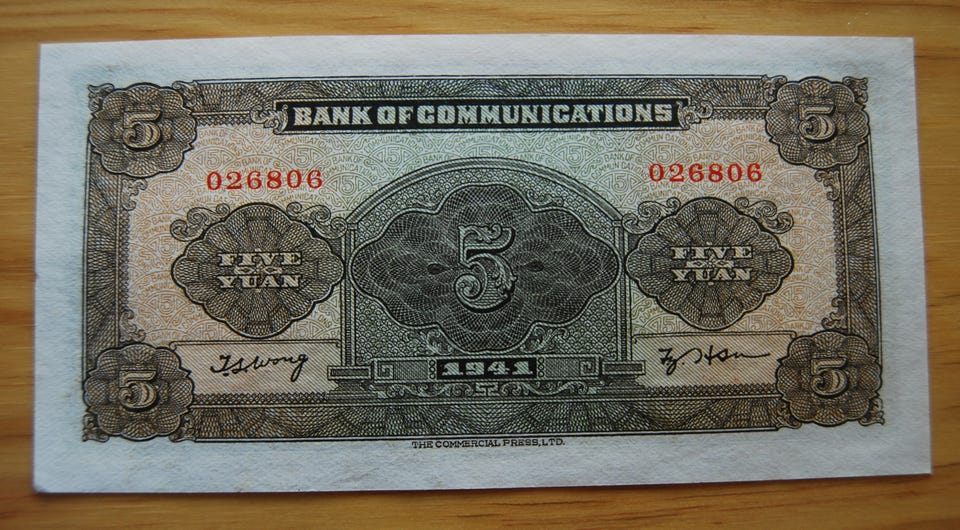 5 5
BANK OF COMMUNICATIONS
026806 026806
5
FIVE YUAN
FIVE YUAN
T.S. Wong
1941
5 5
THE COMMERCIAL PRESS, LTD.